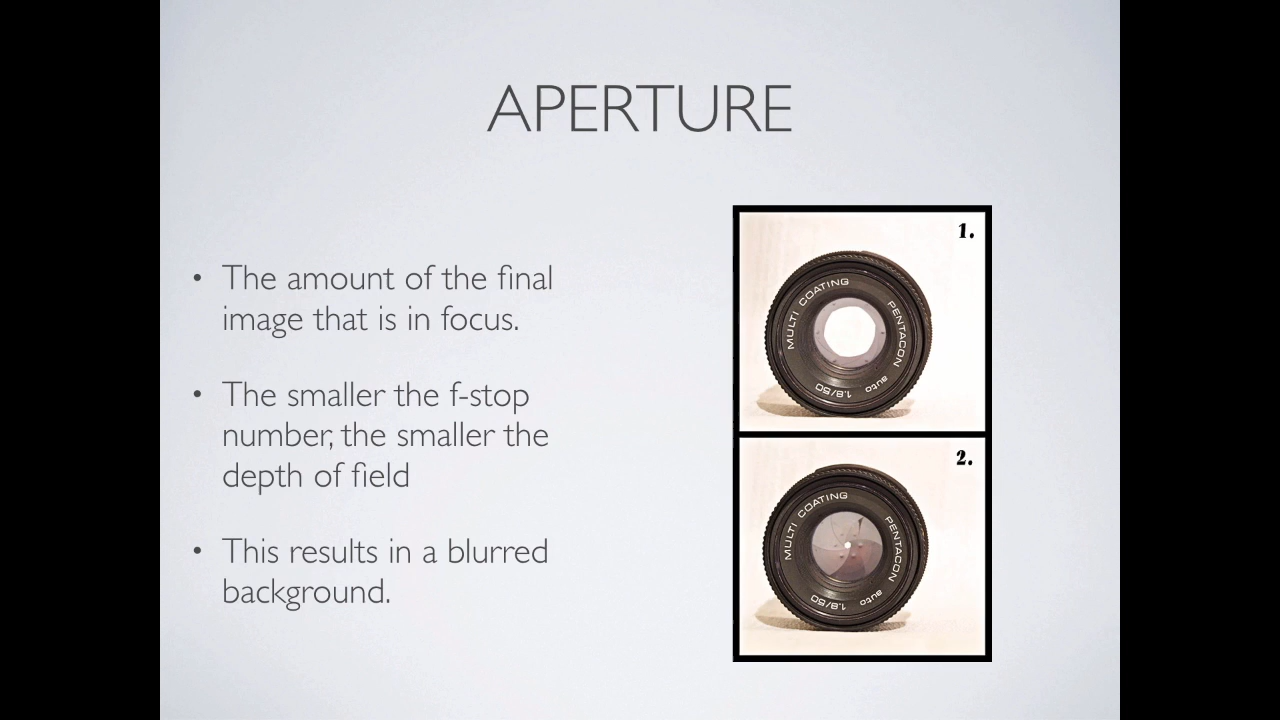 APERTURE
• The amount of the final
image that is in focus.
• The smaller the f-stop
number, the smaller the
depth of field
• This results in a blurred
background.
1.
MULTI COATING
PENTACON auto 1.8/50
2.
MULTI COATING
PENTACON auto 1.8/50